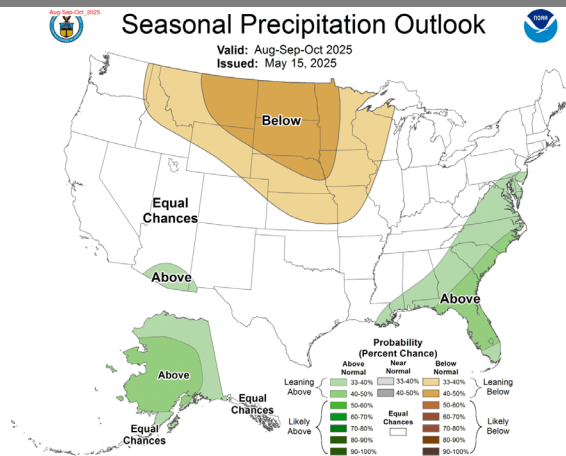 Aug-Sep-Oct 2025
Seasonal Precipitation Outlook
NOAA
Valid: Aug-Sep-Oct 2025
Issued: May 15, 2025
Below
Equal
Chances
Above
Above
Above
Equal
Chances
Equal
Chances
Probability
(Percent Chance)
Above
Normal
Near
Normal
Below
Normal
Leaning
Above
33-40%
33-40%
33-40%
Leaning
Below
40-50%
40-50%
40-50%
Likely
Above
50-60%
60-70%
70-80%
80-90%
90-100%
Equal
Chances
50-60%
60-70%
70-80%
80-90%
90-100%
Likely
Below